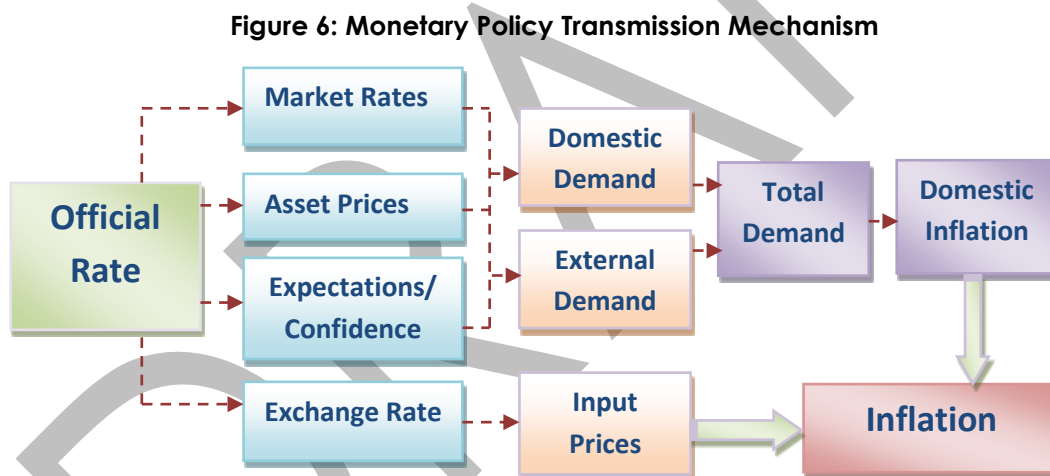 Figure 6: Monetary Policy Transmission Mechanism
Market Rates
Asset Prices
Expectations/
Confidence
Exchange Rate
Official
Rate
Domestic
Demand
External
Demand
Input
Prices
Total
Demand
Domestic
Inflation
Inflation